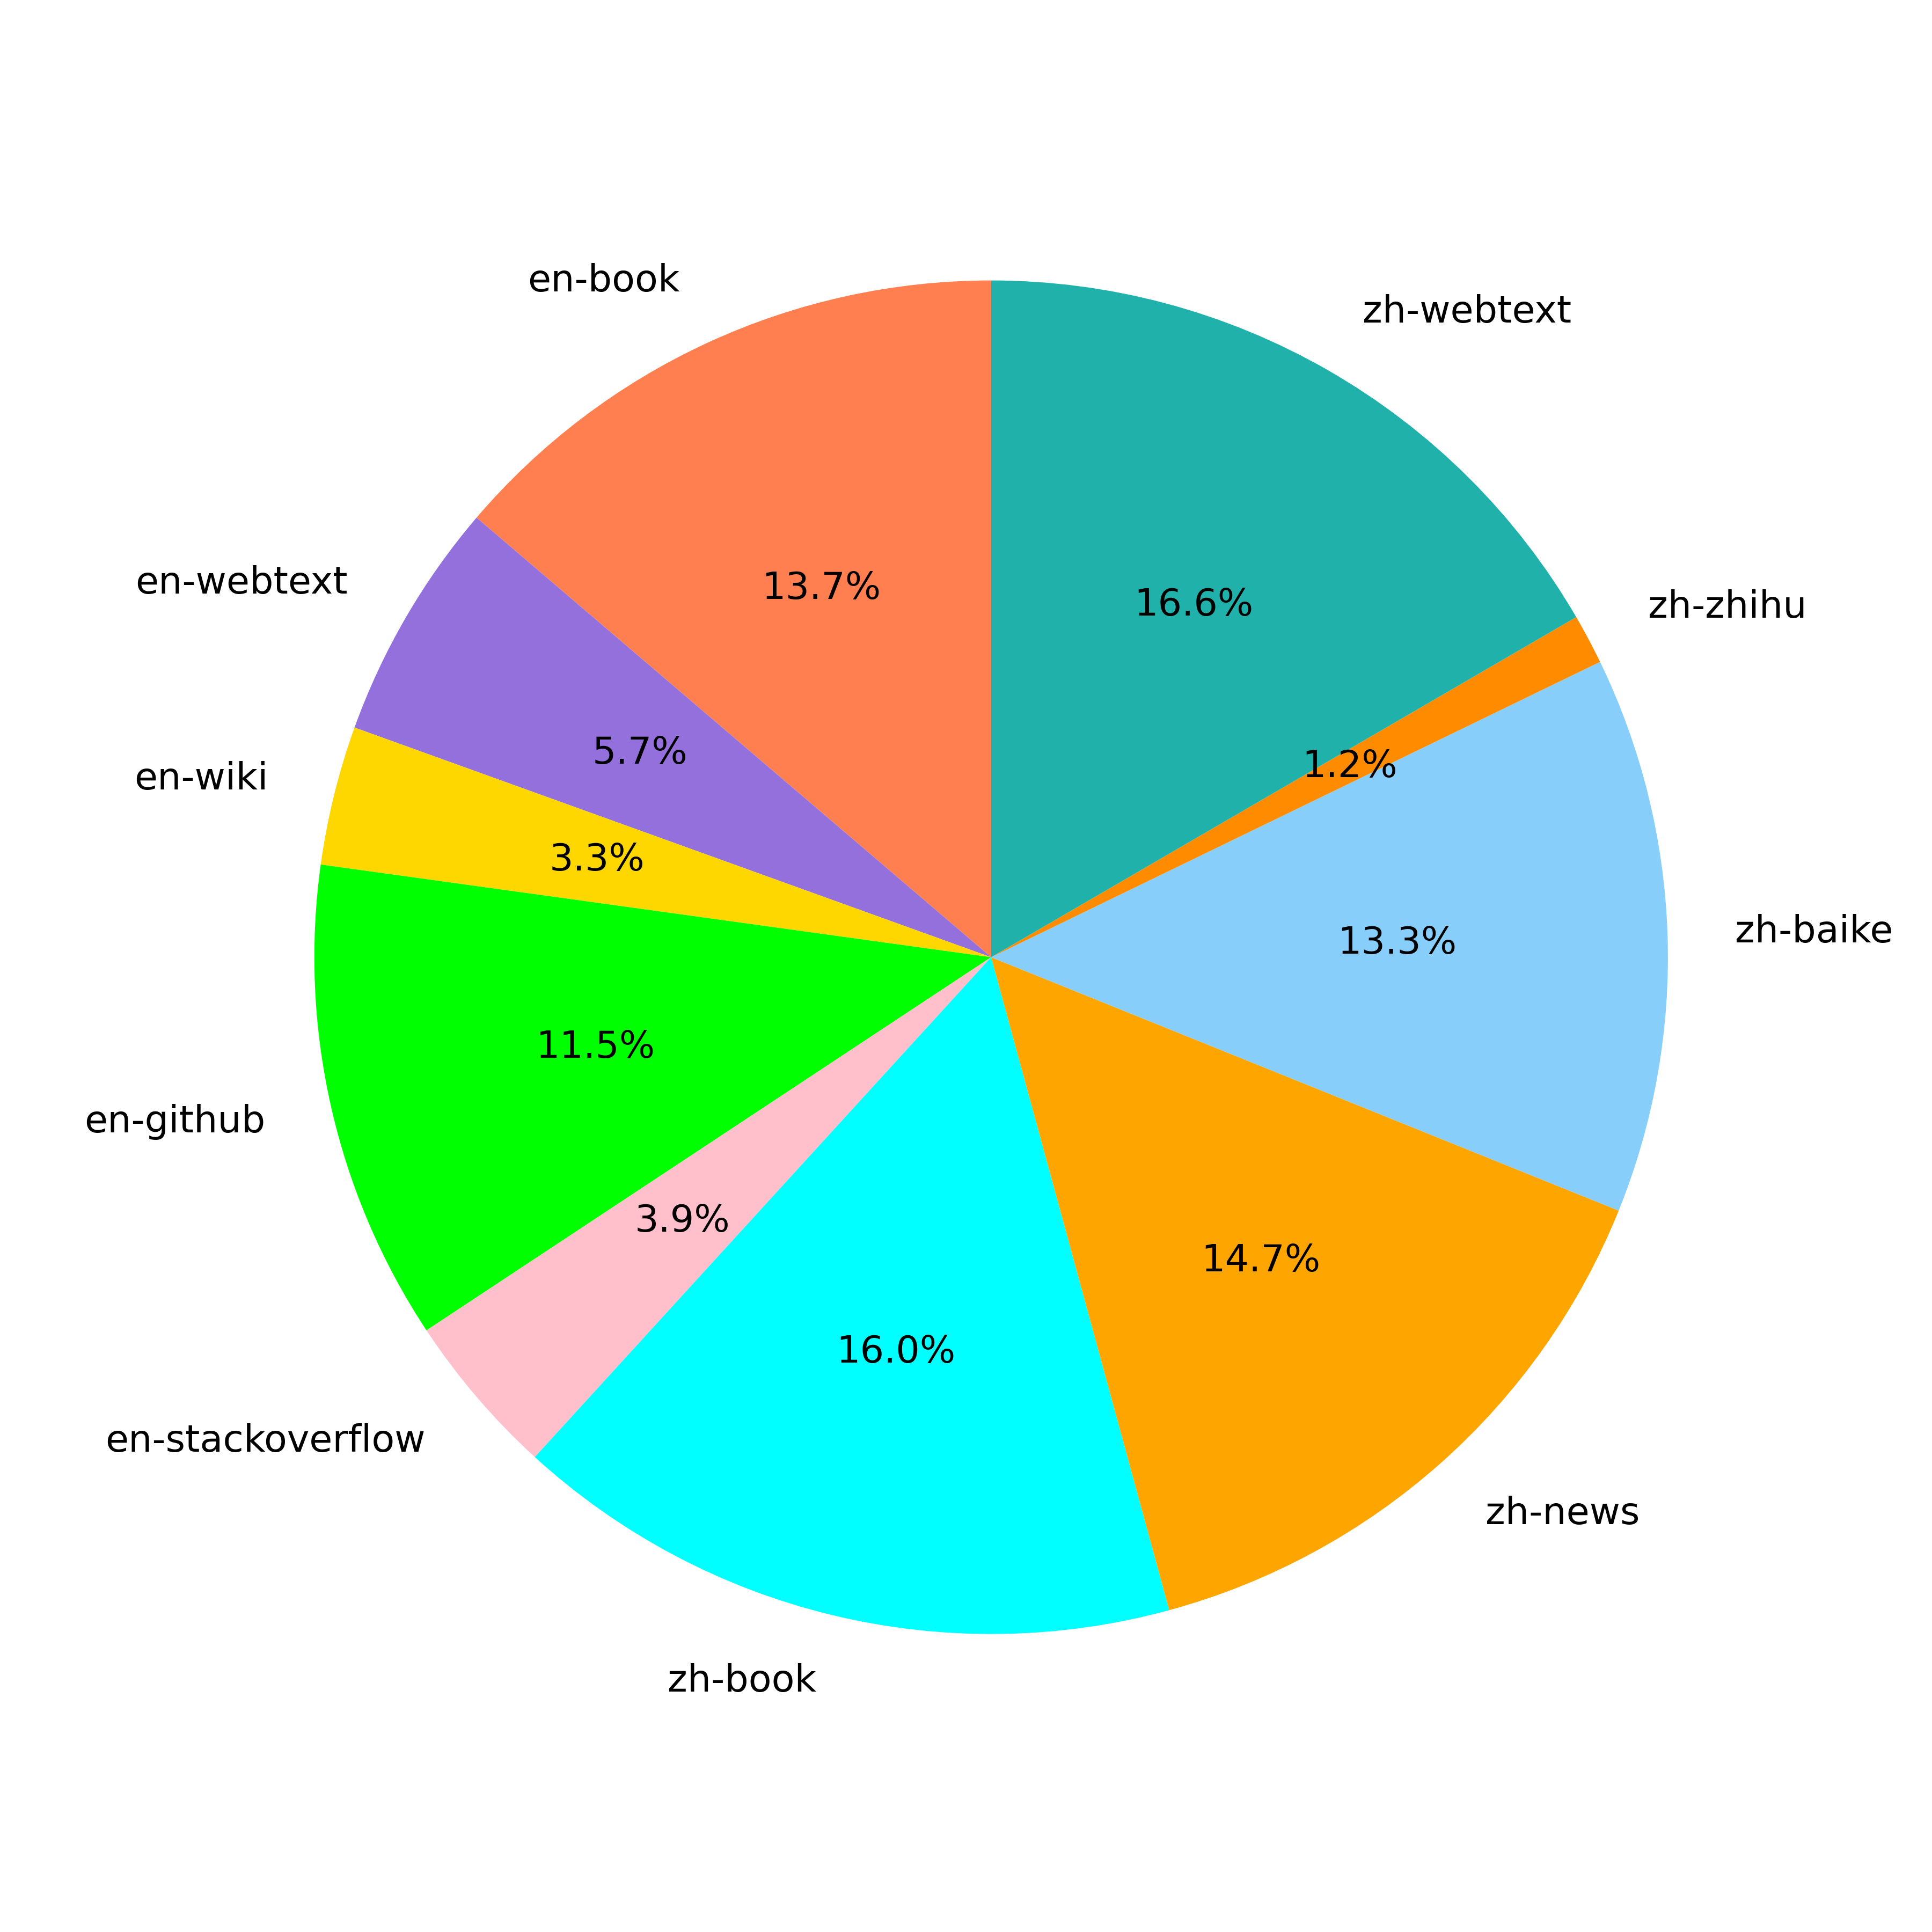 en-book
zh-webtext
en-webtext
13.7%
16.6%
zh-zhihu
5.7%
1.2%
en-wiki
3.3%
13.3%
zh-baike
11.5%
en-github
3.9%
14.7%
16.0%
en-stackoverflow
zh-news
zh-book